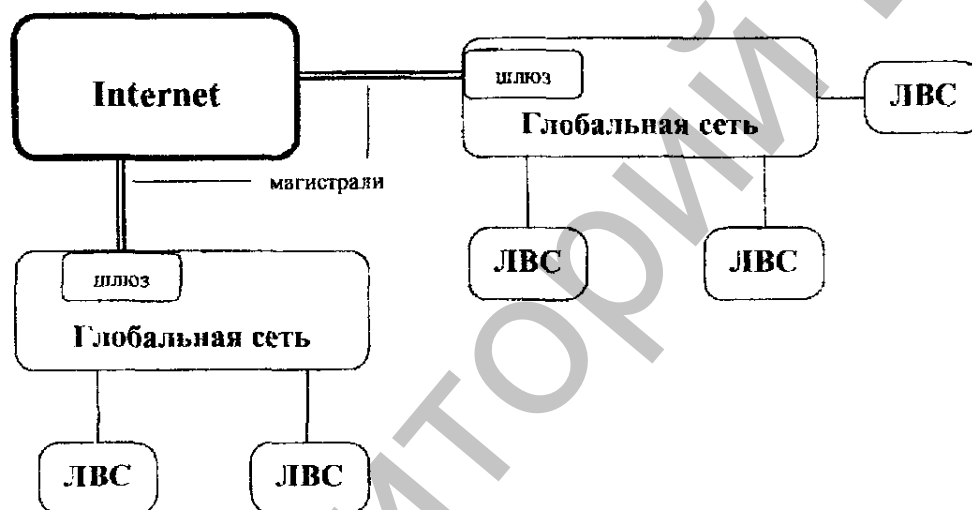 Internet
шлюз
Глобальная сеть
ЛВС
магистрали
ЛВС
ЛВС
шлюз
Глобальная сеть
ЛВС
ЛВС